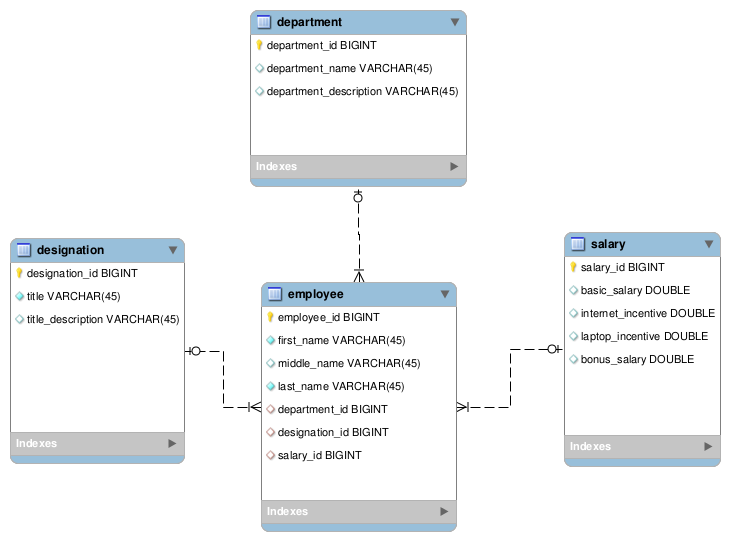 department
department_id BIGINT
department_name VARCHAR(45)
department_description VARCHAR(45)
Indexes
designation
designation_id BIGINT
title VARCHAR(45)
title_description VARCHAR(45)
Indexes
employee
employee_id BIGINT
first_name VARCHAR(45)
middle_name VARCHAR(45)
last_name VARCHAR(45)
department_id BIGINT
designation_id BIGINT
salary_id BIGINT
Indexes
salary
salary_id BIGINT
basic_salary DOUBLE
internet_incentive DOUBLE
laptop_incentive DOUBLE
bonus_salary DOUBLE
Indexes